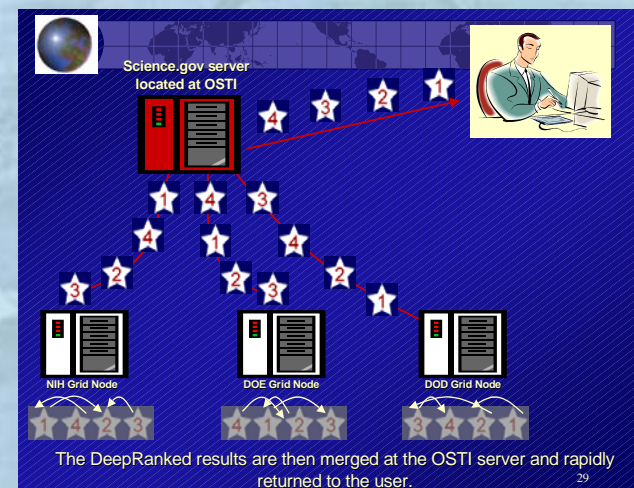 Science.gov server
located at OSTI
4 3 2 1
1 4 3
4 1 4
3 2 2 3 2 1
NIH Grid Node
DOE Grid Node
DOD Grid Node
1 4 2 3
4 1 2 3
3 4 2 1
The DeepRanked results are then merged at the OSTI server and rapidly
returned to the user.
29